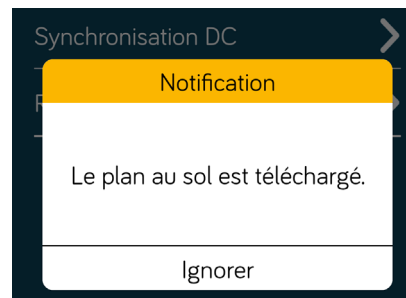 Synchronisation DC
Notification
Le plan au sol est téléchargé.
Ignorer